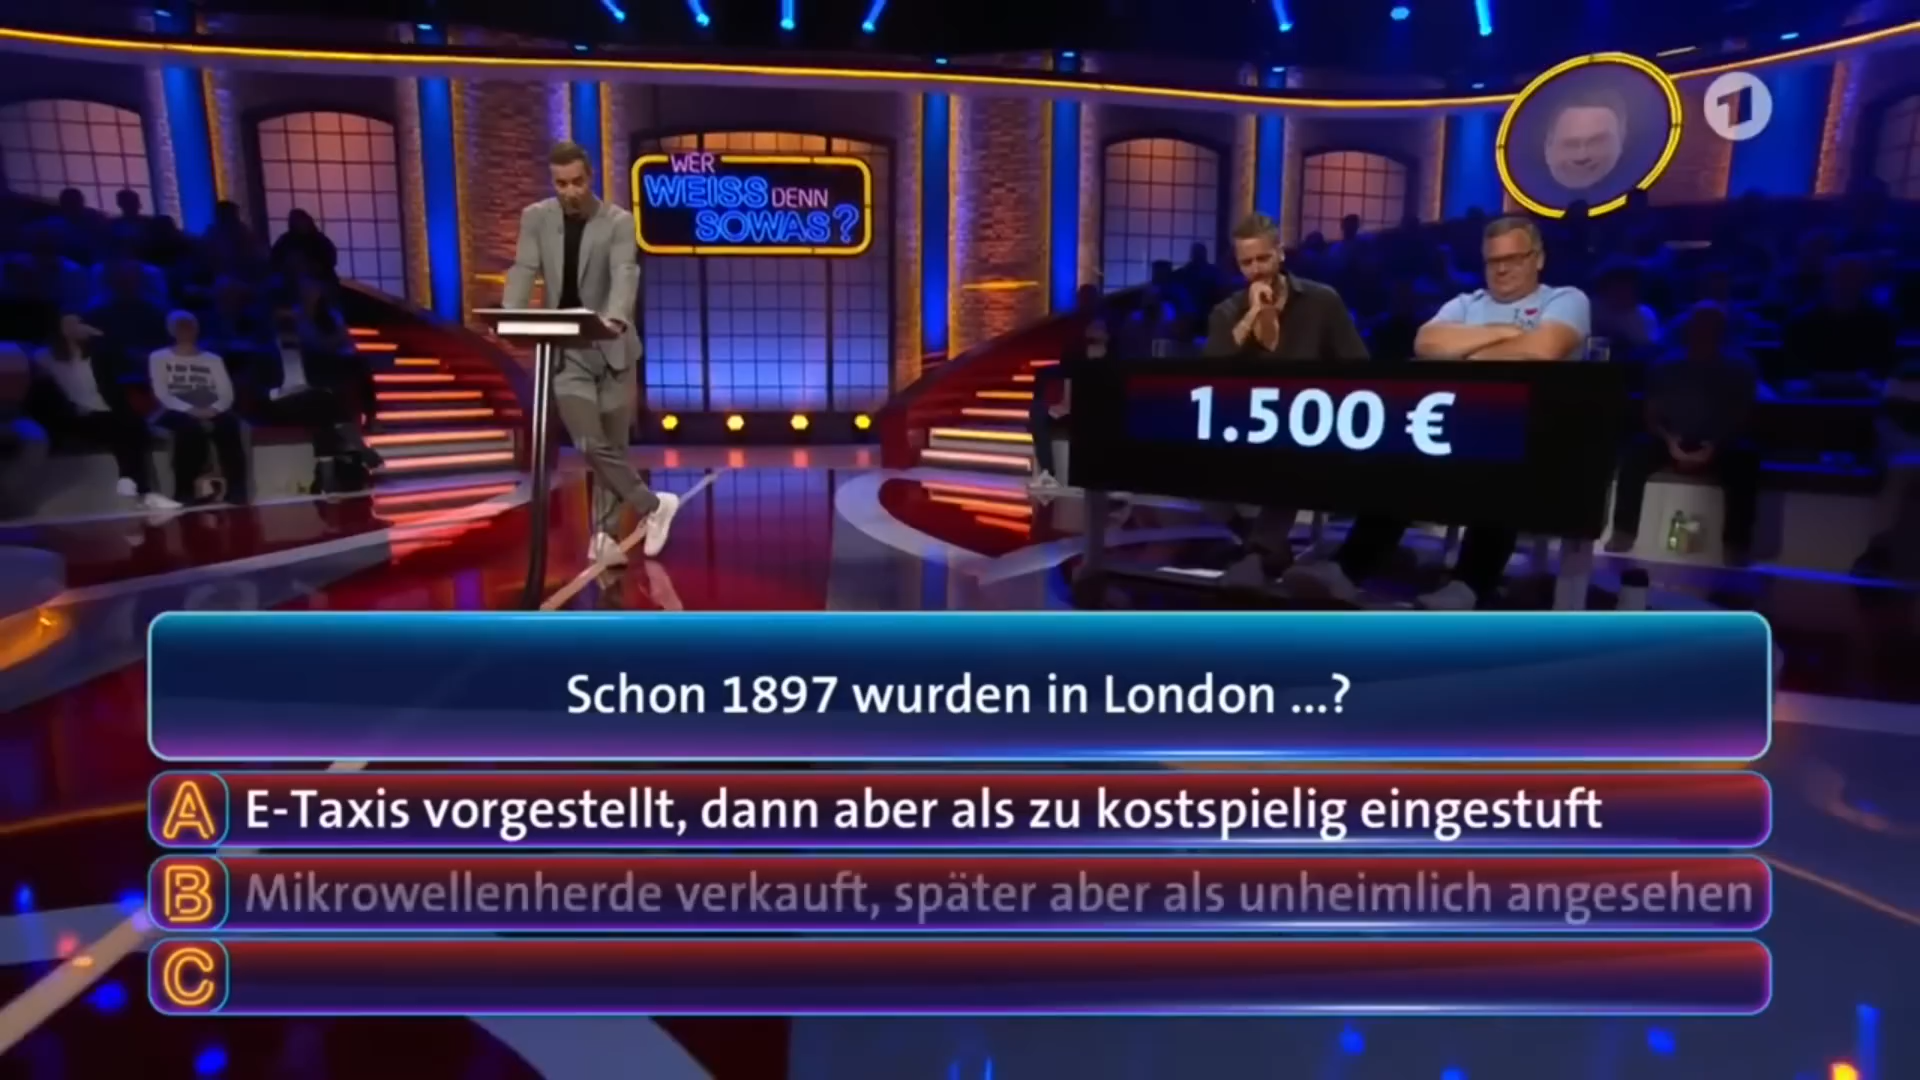 WER
WEISS DENN
SOWAS?
1
1.500 €
Schon 1897 wurden in London ...?
A E-Taxis vorgestellt, dann aber als zu kostspielig eingestuft
B Mikrowellenherde verkauft, später aber als unheimlich angesehen
C